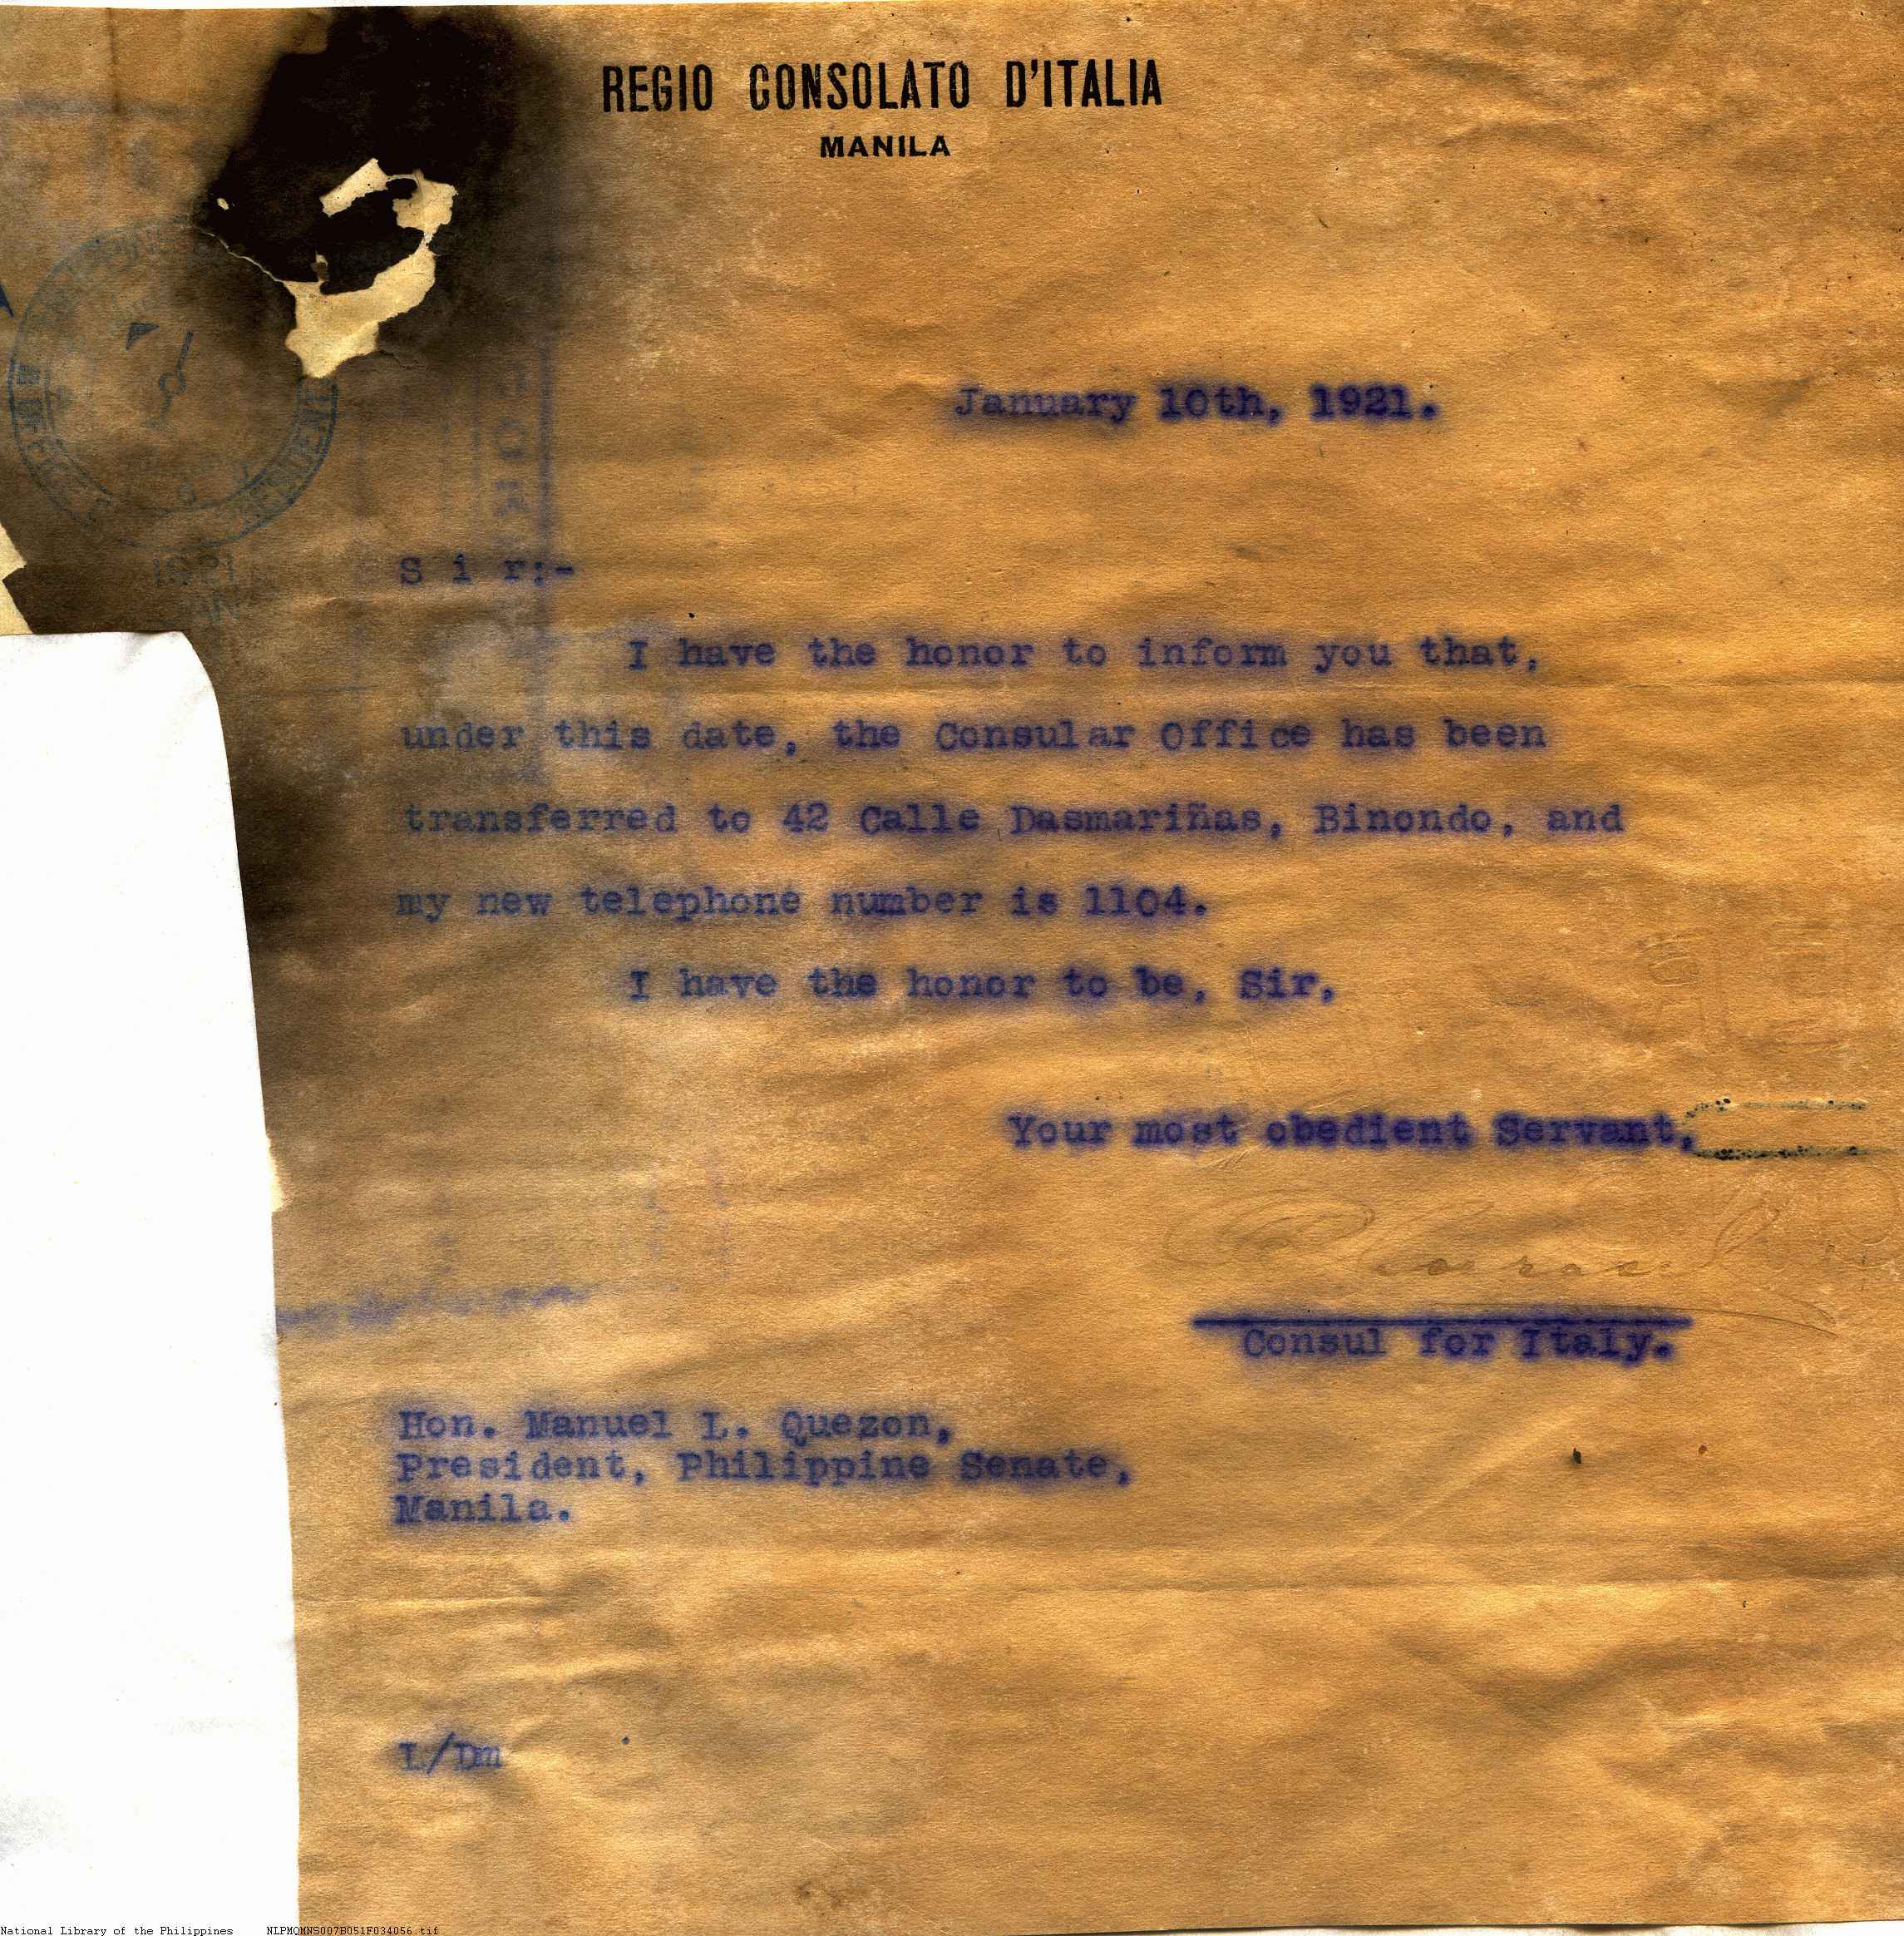 REGIO CONSOLATO D'ITALIA
MANILA
January 10th, 1921.
S i r:-
I have the honor to inform you that,
under this date, the Consular Office has been
transferred to 42 Calle Dasmariñas, Binondo, and
my new telephone number is 1104.
I have the honor to be, Sir,
Your most obedient Servant,
Consul for Italy.
Hon. Manuel L. Quezon,
President, Philippine Senate,
Manila.
L/Dm
National Library of the Philippines NLPMQMNS007B051F034056.tif